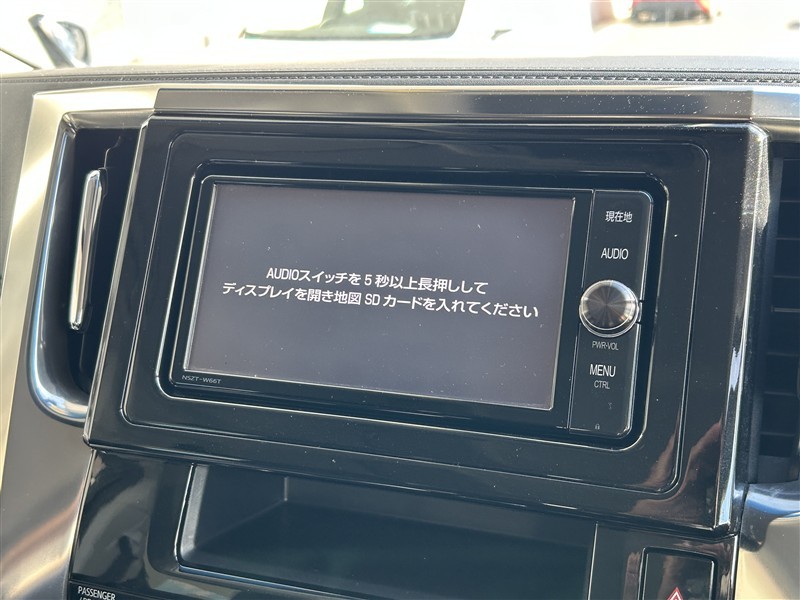 現在地
AUDIO
AUDIOスイッチを5秒以上長押しして
ディスプレイを開き地図SDカードを入れてください
PWR·VOL
MENU
CTRL
NSZT-W66T
PASSENGER